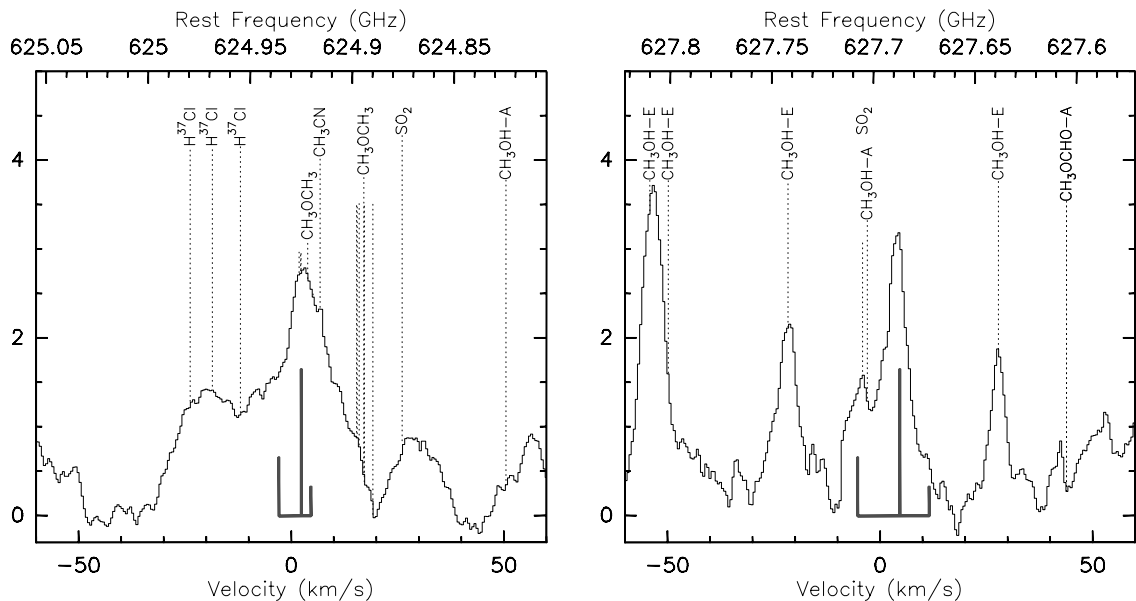 Rest Frequency (GHz)
625.05 625 624.95 624.9 624.85
H³⁷Cl
H³⁷Cl
H³⁷Cl
CH₃OCH₃
CH₃CN
CH₃OCH₃
SO₂
CH₃OH−A
4
2
0
−50 0 50
Velocity (km/s)
Rest Frequency (GHz)
627.8 627.75 627.7 627.65 627.6
CH₃OH−E
CH₃OH−E
CH₃OH−E
CH₃OH−A SO₂
CH₃OH−E
CH₃OCHO−A
4
2
0
−50 0 50
Velocity (km/s)